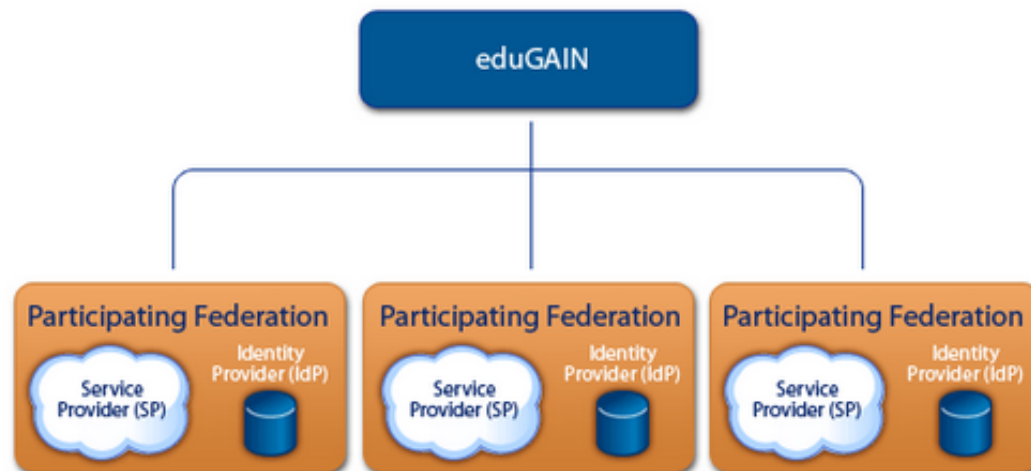 eduGAIN
Participating Federation
Service
Provider (SP)
Identity
Provider (IdP)
Participating Federation
Service
Provider (SP)
Identity
Provider (IdP)
Participating Federation
Service
Provider (SP)
Identity
Provider (IdP)